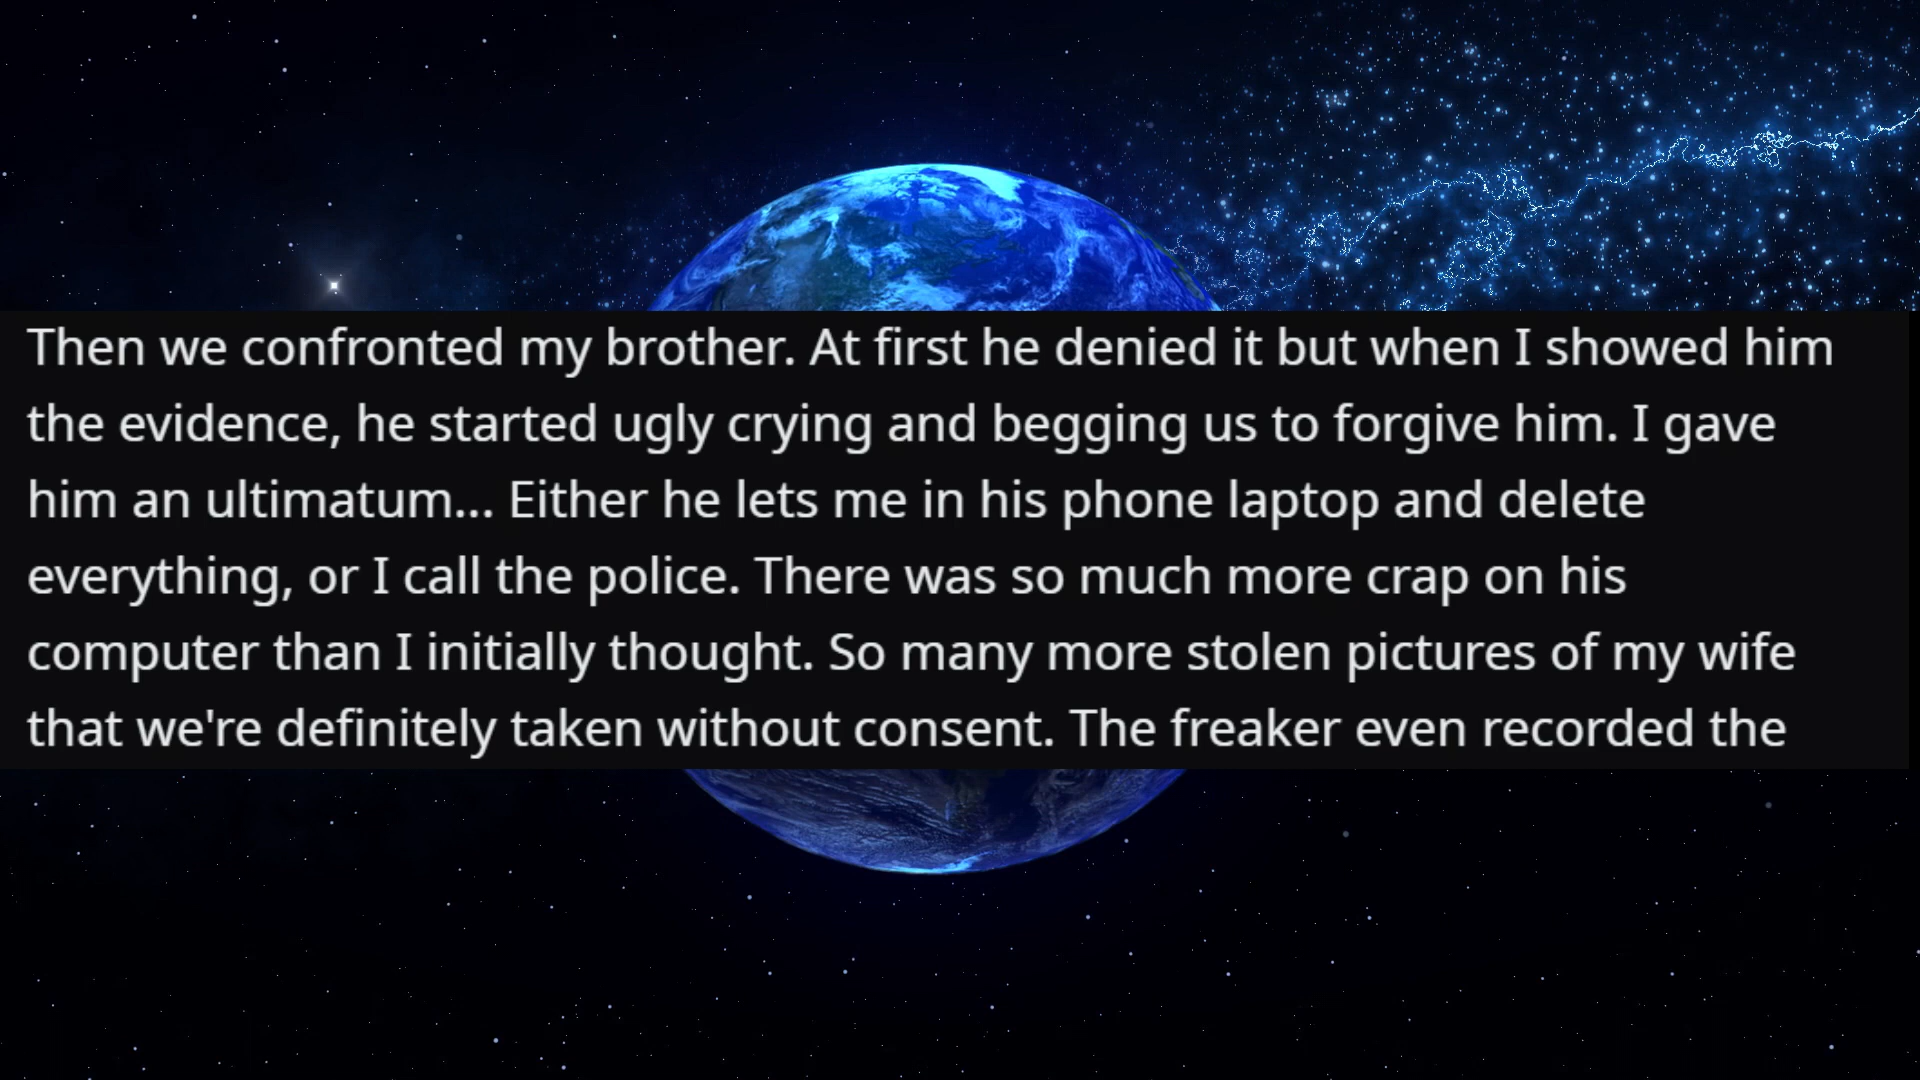 Then we confronted my brother. At first he denied it but when I showed him
the evidence, he started ugly crying and begging us to forgive him. I gave
him an ultimatum... Either he lets me in his phone laptop and delete
everything, or I call the police. There was so much more crap on his
computer than I initially thought. So many more stolen pictures of my wife
that we're definitely taken without consent. The freaker even recorded the